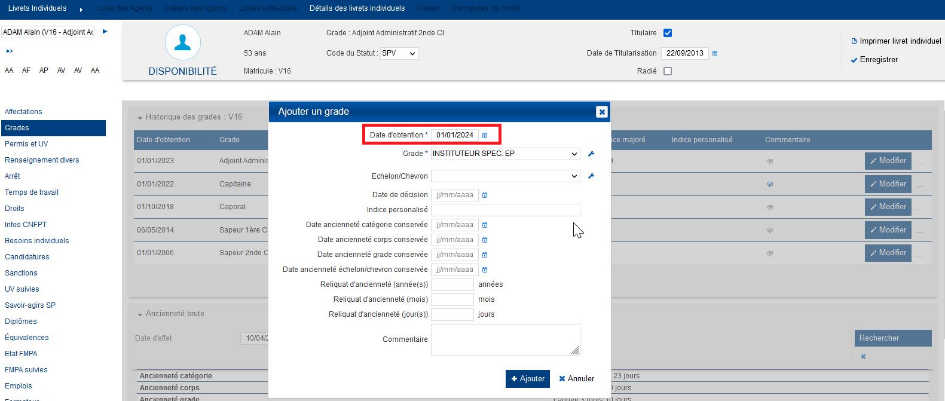 Livrets Individuels
Liste des Agents
Détails des Agents
Livrets Individuels
Détails des livrets individuels
Fusion
Demandes de modif.
ADAM Alain (V16 - Adjoint Ac
AA AF AP AV AV AA
DISPONIBILITÉ
ADAM Alain
53 ans
Matricule : V16
Grade : Adjoint Administratif 2nde Cl
Code du Statut : SPV
Titulaire
Date de Titularisation 22/09/2013
Radié
Imprimer livret individuel
Enregistrer
Affectations
Grades
Permis et UV
Renseignement divers
Arrêt
Temps de travail
Droits
Infos CNFPT
Besoins individuels
Candidatures
Sanctions
UV suivies
Savoir-agirs SP
Diplômes
Équivalences
Etat FMPA
FMPA suivies
Emplois
Formateur
Historique des grades : V16
Date d'obtention Grade Indice personnalisé Commentaire
01/01/2023 Adjoint Adminis Modifier
01/01/2022 Capitaine Modifier
01/10/2018 Caporal Modifier
06/05/2014 Sapeur 1ère C Modifier
01/01/2006 Sapeur 2nde C Modifier
Ancienneté brute
Date d'effet 10/04/2
Rechercher
Ancienneté catégorie 23 jours
Ancienneté corps jours
Ancienneté grade
Ajouter un grade
Date d'obtention * 01/01/2024
Grade * INSTITUTEUR SPEC. EP
Echelon/Chevron
Date de décision jj/mm/aaaa
Indice personalisé
Date ancienneté catégorie conservée jj/mm/aaaa
Date ancienneté corps conservée jj/mm/aaaa
Date ancienneté grade conservée jj/mm/aaaa
Date ancienneté échelon/chevron conservée jj/mm/aaaa
Reliquat d'ancienneté (année(s)) années
Reliquat d'ancienneté (mois) mois
Reliquat d'ancienneté (jour(s)) jours
Commentaire
Ajouter
Annuler